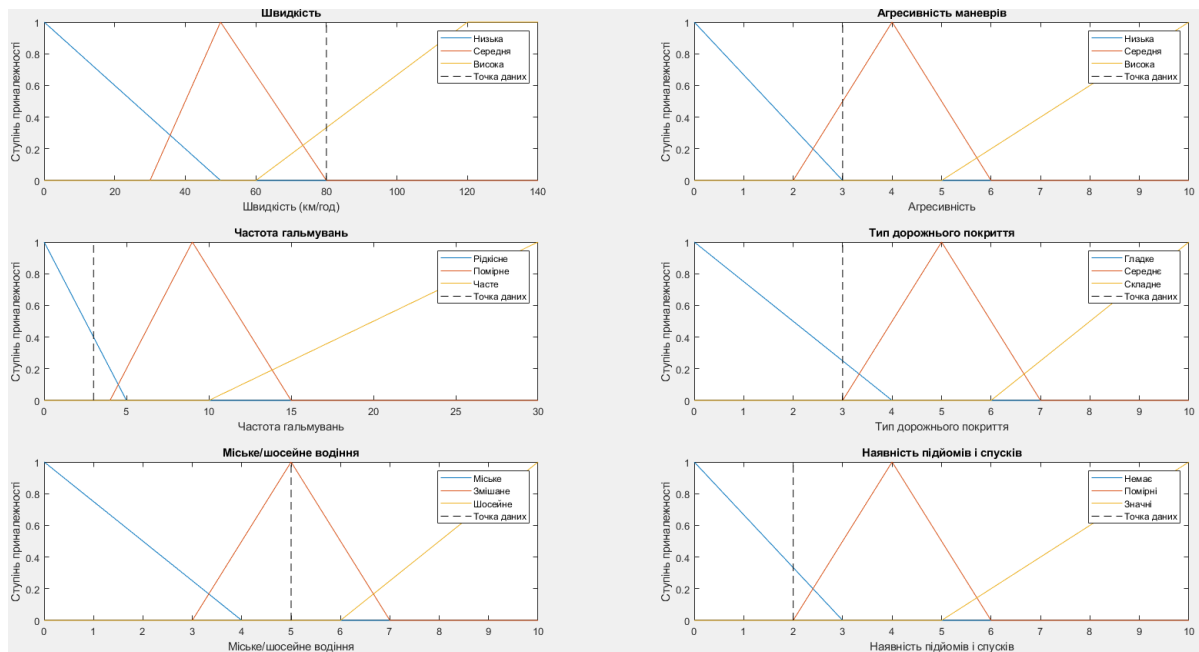 Швидкість
Ступінь приналежності
1
0.8
0.6
0.4
0.2
0
0 20 40 60 80 100 120 140
Швидкість (км/год)
Низька
Середня
Висока
Точка даних
Агресивність маневрів
Ступінь приналежності
1
0.8
0.6
0.4
0.2
0
0 1 2 3 4 5 6 7 8 9 10
Агресивність
Низька
Середня
Висока
Точка даних
Частота гальмувань
Ступінь приналежності
1
0.8
0.6
0.4
0.2
0
0 5 10 15 20 25 30
Частота гальмувань
Рідкісне
Помірне
Часте
Точка даних
Тип дорожнього покриття
Ступінь приналежності
1
0.8
0.6
0.4
0.2
0
0 1 2 3 4 5 6 7 8 9 10
Тип дорожнього покриття
Гладке
Середнє
Складне
Точка даних
Міське/шосейне водіння
Ступінь приналежності
1
0.8
0.6
0.4
0.2
0
0 1 2 3 4 5 6 7 8 9 10
Міське/шосейне водіння
Міське
Змішане
Шосейне
Точка даних
Наявність підйомів і спусків
Ступінь приналежності
1
0.8
0.6
0.4
0.2
0
0 1 2 3 4 5 6 7 8 9 10
Наявність підйомів і спусків
Немає
Помірні
Значні
Точка даних